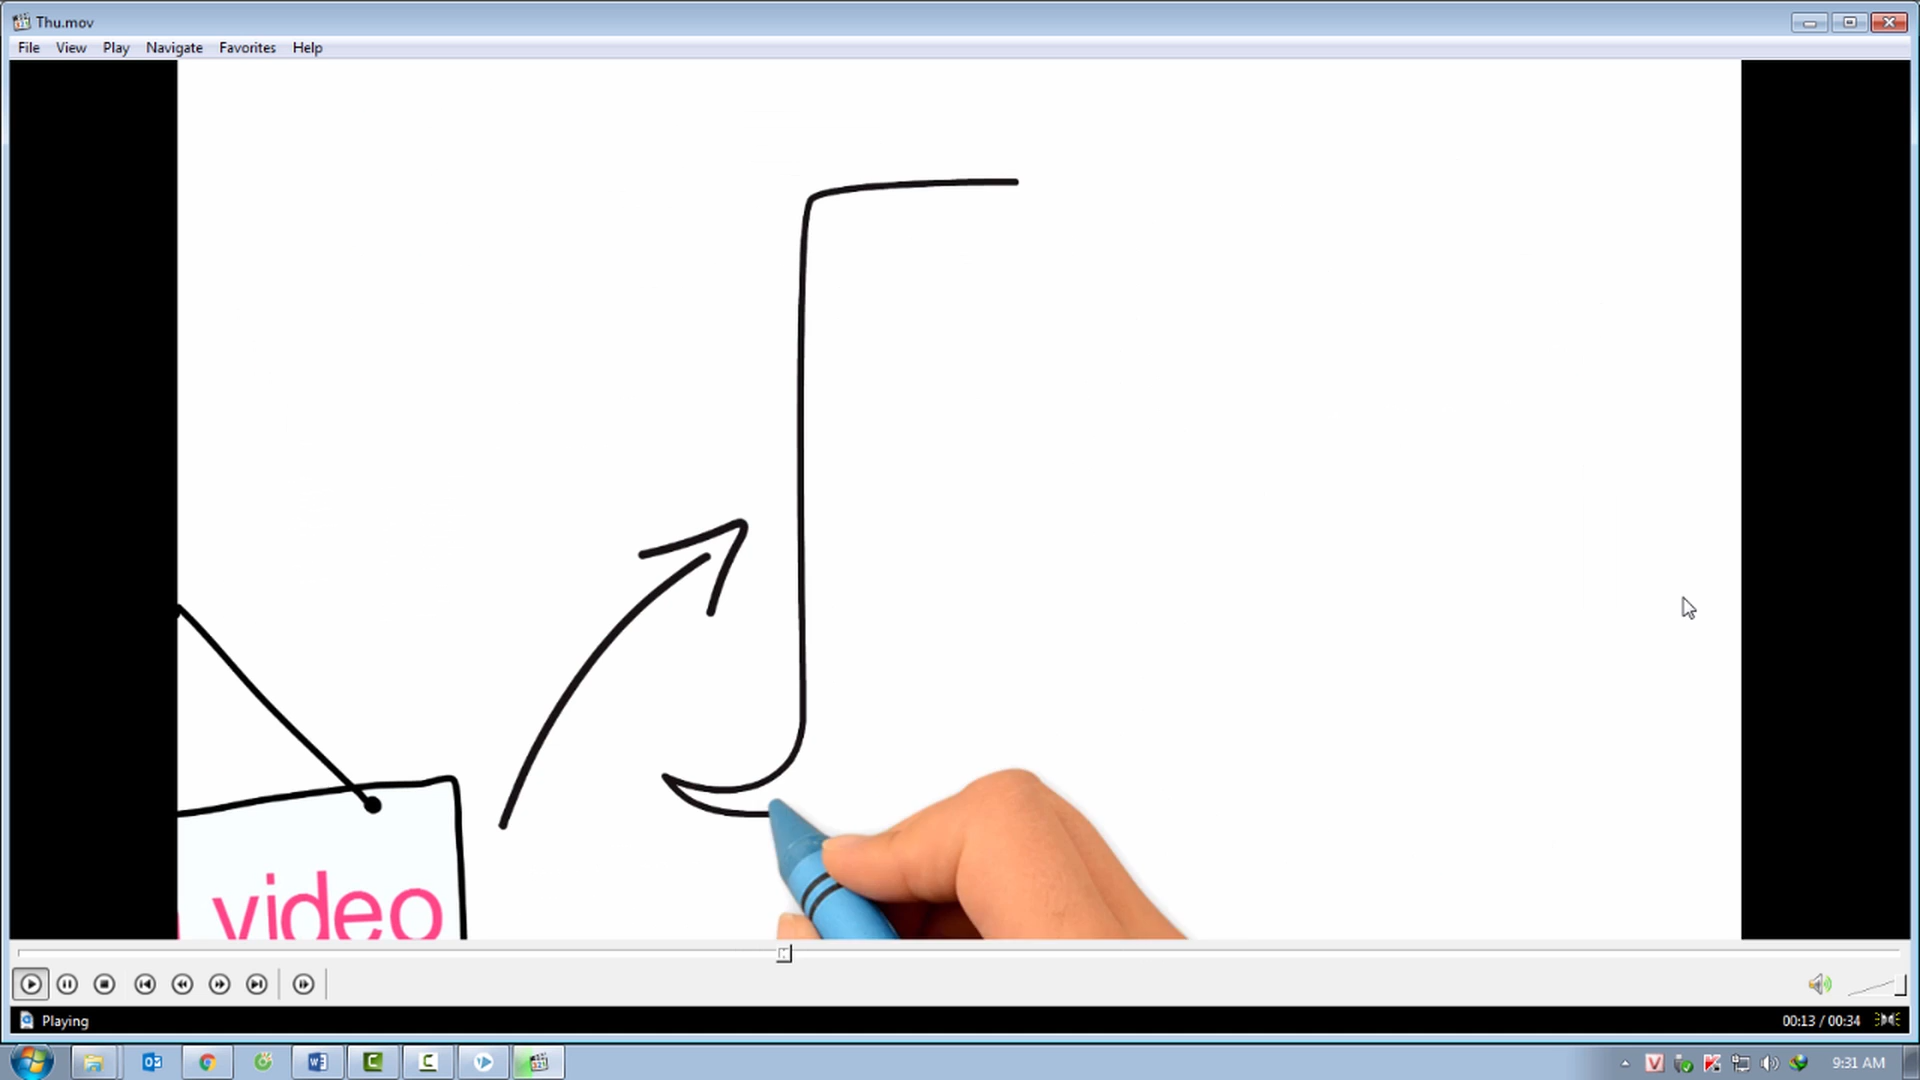 Thu.mov
File View Play Navigate Favorites Help
video
Playing
00:13 / 00:34
9:31 AM